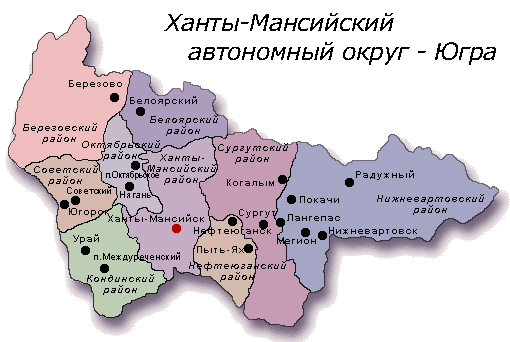 Ханты-Мансийский
автономный округ - Югра
Березово
Белоярский
Березовский
район
Белоярский
район
Октябрьский
район
Ханты-
Мансийский
район
Сургутский
район
Советский
район
п.Октябрьское
Советский
Нягань
Югорск
Когалым
Радужный
Покачи
Нижневартовский
район
Ханты-Мансийск
Сургут
Лангепас
Нефтеюганск
Мегион
Нижневартовск
Урай
Пыть-Ях
п.Междуреченский
Нефтеюганский
район
Кондинский
район